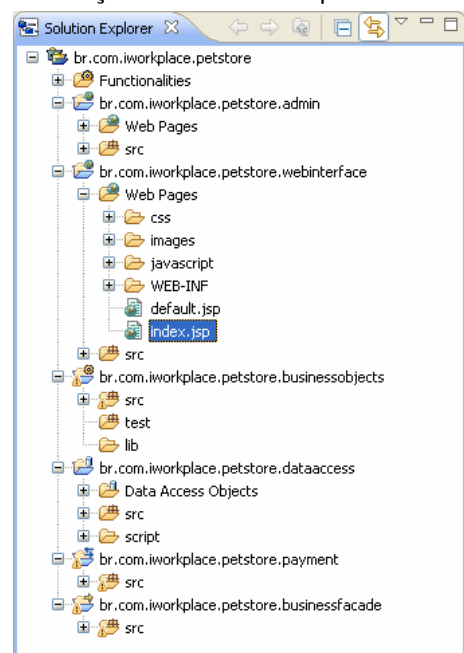 Solution Explorer
br.com.iworkplace.petstore
Functionalities
br.com.iworkplace.petstore.admin
Web Pages
src
br.com.iworkplace.petstore.webinterface
Web Pages
css
images
javascript
WEB-INF
default.jsp
index.jsp
src
br.com.iworkplace.petstore.businessobjects
src
test
lib
br.com.iworkplace.petstore.dataaccess
Data Access Objects
src
script
br.com.iworkplace.petstore.payment
src
br.com.iworkplace.petstore.businessfacade
src